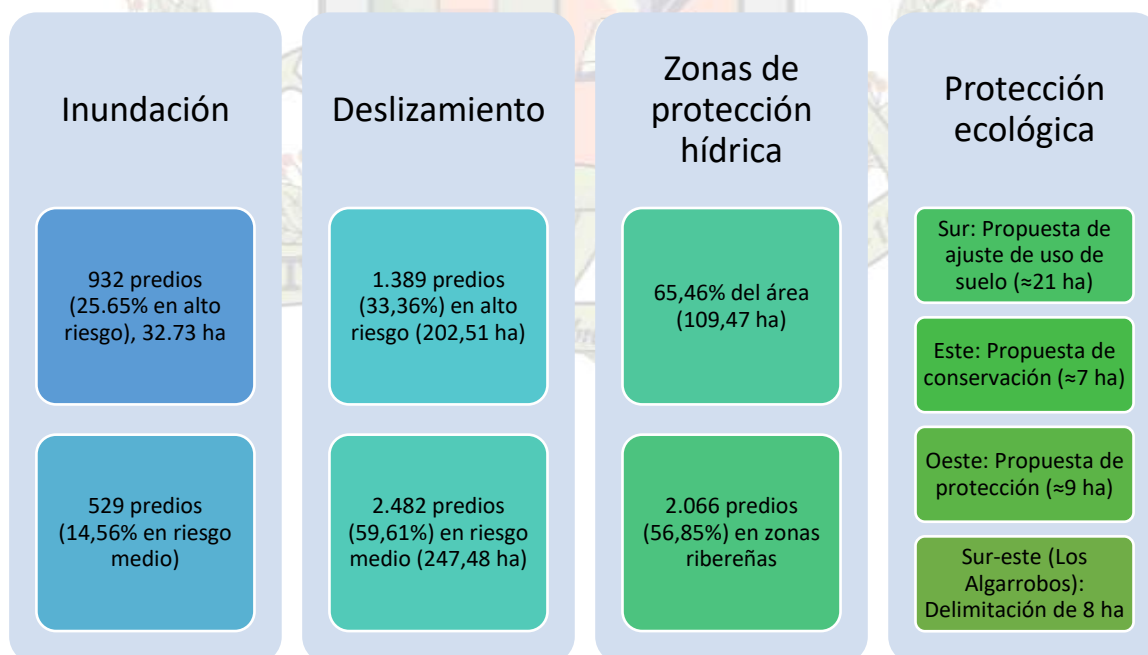 Inundación
932 predios
(25.65% en alto
riesgo), 32.73 ha
529 predios
(14,56% en riesgo
medio)
Deslizamiento
1.389 predios
(33,36%) en alto
riesgo (202,51 ha)
2.482 predios
(59,61%) en riesgo
medio (247,48 ha)
Zonas de
protección
hídrica
65,46% del área
(109,47 ha)
2.066 predios
(56,85%) en zonas
ribereñas
Protección
ecológica
Sur: Propuesta de
ajuste de uso de
suelo (≈21 ha)
Este: Propuesta de
conservación (≈7 ha)
Oeste: Propuesta de
protección (≈9 ha)
Sur-este (Los
Algarrobos):
Delimitación de 8 ha